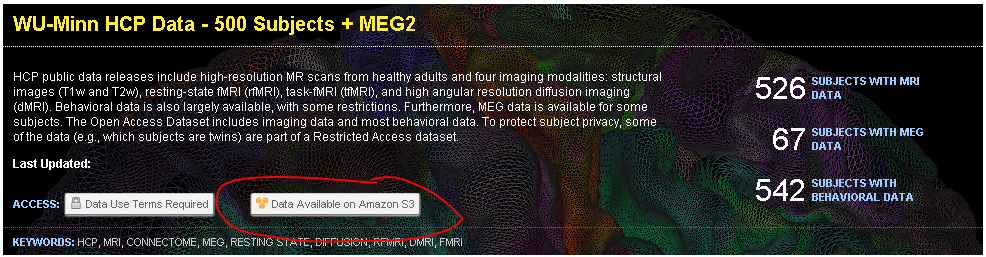 WU-Minn HCP Data - 500 Subjects + MEG2
HCP public data releases include high-resolution MR scans from healthy adults and four imaging modalities: structural
images (T1w and T2w), resting-state fMRI (rfMRI), task-fMRI (tfMRI), and high angular resolution diffusion imaging
(dMRI). Behavioral data is also largely available, with some restrictions. Furthermore, MEG data is available for some
subjects. The Open Access Dataset includes imaging data and most behavioral data. To protect subject privacy, some
of the data (e.g., which subjects are twins) are part of a Restricted Access dataset.
Last Updated:
ACCESS: Data Use Terms Required Data Available on Amazon S3
KEYWORDS: HCP, MRI, CONNECTOME, MEG, RESTING STATE, DIFFUSION, RFMRI, DMRI, FMRI
526 SUBJECTS WITH MRI
DATA
67 SUBJECTS WITH MEG
DATA
542 SUBJECTS WITH
BEHAVIORAL DATA